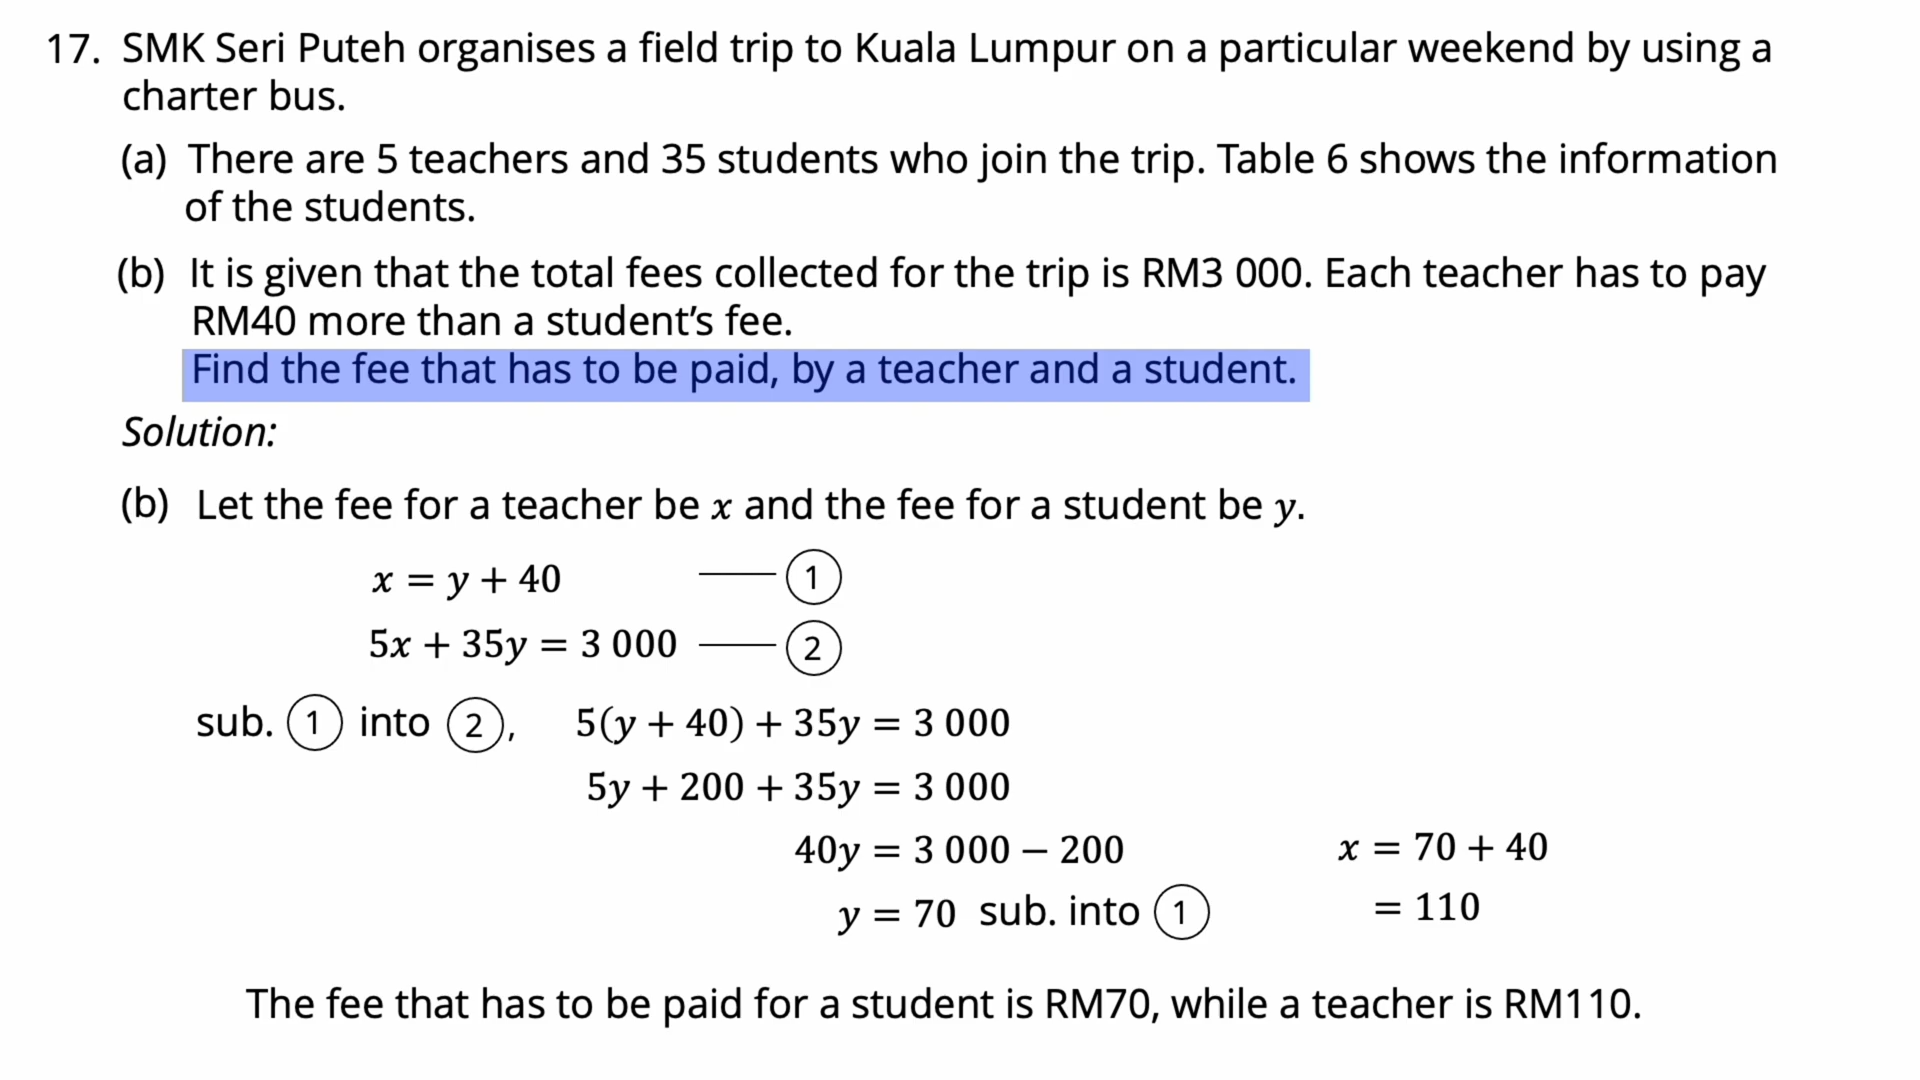 17. SMK Seri Puteh organises a field trip to Kuala Lumpur on a particular weekend by using a
charter bus.
(a) There are 5 teachers and 35 students who join the trip. Table 6 shows the information
of the students.
(b) It is given that the total fees collected for the trip is RM3 000. Each teacher has to pay
RM40 more than a student’s fee.
Find the fee that has to be paid, by a teacher and a student.
Solution:
(b) Let the fee for a teacher be x and the fee for a student be y.
x = y + 40 —— ①
5x + 35y = 3 000 —— ②
sub. ① into ②, 5(y + 40) + 35y = 3 000
5y + 200 + 35y = 3 000
40y = 3 000 − 200
y = 70 sub. into ①
x = 70 + 40
= 110
The fee that has to be paid for a student is RM70, while a teacher is RM110.